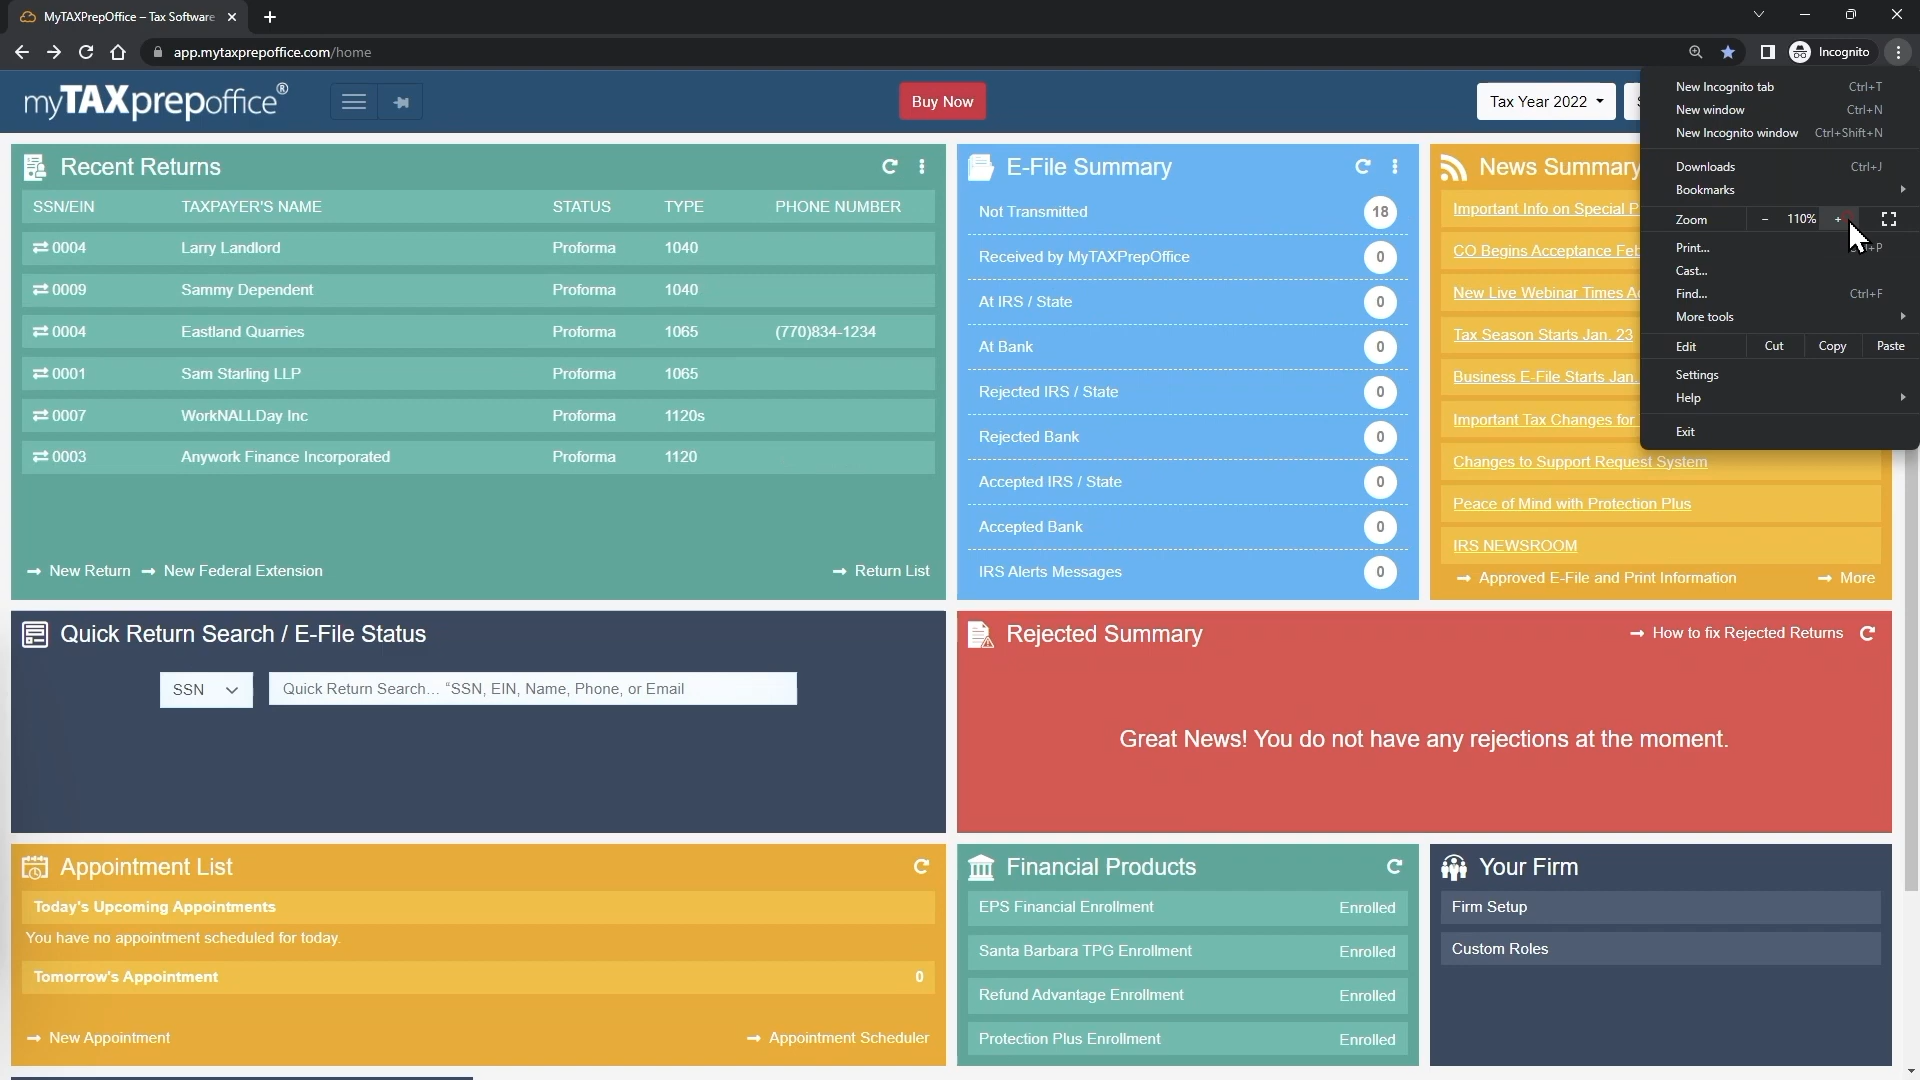 MyTAXPrepOffice – Tax Software
app.mytaxprepoffice.com/home
Incognito
myTAXprepoffice®
Buy Now
Tax Year 2022
New Incognito tab Ctrl+T
New window Ctrl+N
New Incognito window Ctrl+Shift+N
Downloads Ctrl+J
Bookmarks
Zoom - 110% +
Print...
Cast...
Find... Ctrl+F
More tools
Edit Cut Copy Paste
Settings
Help
Exit
Recent Returns
SSN/EIN TAXPAYER'S NAME STATUS TYPE PHONE NUMBER
0004 Larry Landlord Proforma 1040
0009 Sammy Dependent Proforma 1040
0004 Eastland Quarries Proforma 1065 (770)834-1234
0001 Sam Starling LLP Proforma 1065
0007 WorkNALLDay Inc Proforma 1120s
0003 Anywork Finance Incorporated Proforma 1120
→ New Return → New Federal Extension → Return List
E-File Summary
Not Transmitted 18
Received by MyTAXPrepOffice 0
At IRS / State 0
At Bank 0
Rejected IRS / State 0
Rejected Bank 0
Accepted IRS / State 0
Accepted Bank 0
IRS Alerts Messages 0
News Summary
Important Info on Special
CO Begins Acceptance
New Live Webinar Times
Tax Season Starts Jan. 23
Business E-File Starts Jan.
Important Tax Changes for
Changes to Support Request System
Peace of Mind with Protection Plus
IRS NEWSROOM
→ Approved E-File and Print Information → More
Quick Return Search / E-File Status
SSN Quick Return Search... "SSN, EIN, Name, Phone, or Email
Rejected Summary → How to fix Rejected Returns
Great News! You do not have any rejections at the moment.
Appointment List
Today's Upcoming Appointments
You have no appointment scheduled for today.
Tomorrow's Appointment 0
→ New Appointment → Appointment Scheduler
Financial Products
EPS Financial Enrollment Enrolled
Santa Barbara TPG Enrollment Enrolled
Refund Advantage Enrollment Enrolled
Protection Plus Enrollment Enrolled
Your Firm
Firm Setup
Custom Roles